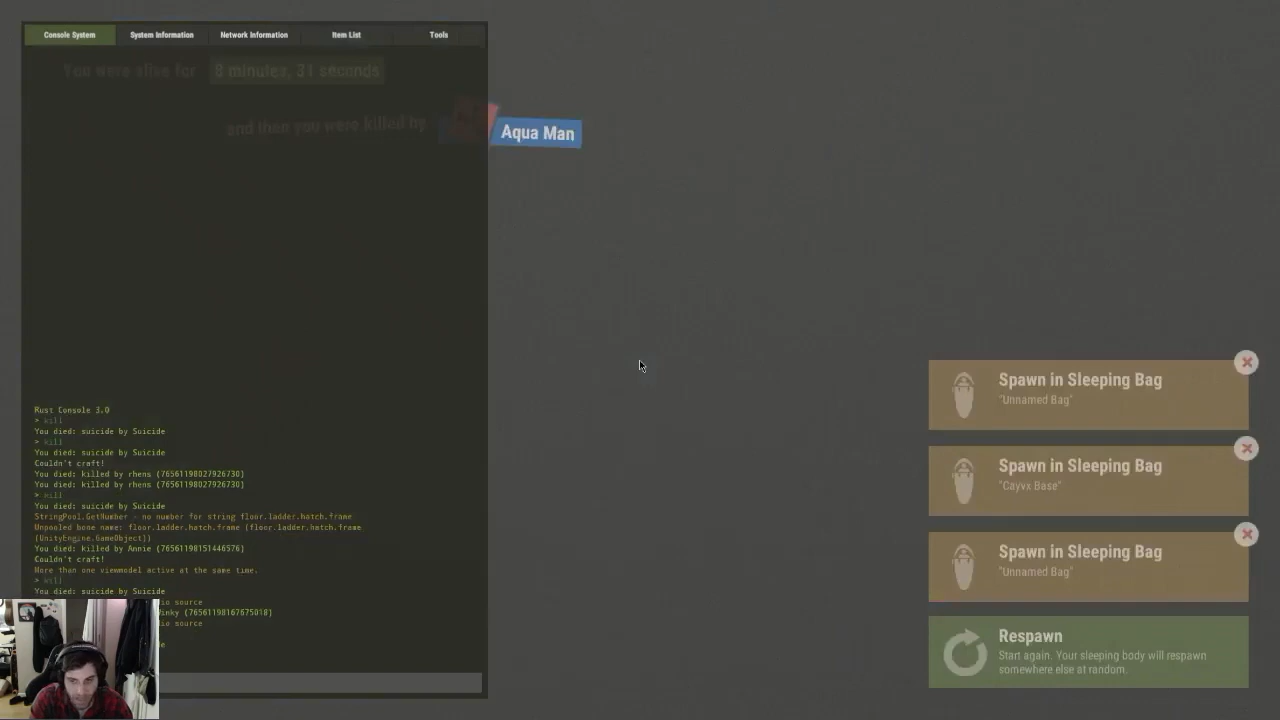 Console System
System Information
Network Information
Item List
Tools
You were alive for 8 minutes, 31 seconds
and then you were killed by Aqua Man
Rust Console 3.0
> kill
You died: suicide by Suicide
> kill
You died: suicide by Suicide
Couldn't craft!
You died: killed by rhens (76561198027926730)
You died: killed by rhens (76561198027926730)
> kill
You died: suicide by Suicide
StringPool.GetNumber - no number for string floor.ladder.hatch.frame
Unpooled bone name: floor.ladder.hatch.frame (floor.ladder.hatch.frame
(UnityEngine.GameObject))
You died: killed by Annie (76561198151446576)
Couldn't craft!
More than one viewmodel active at the same time.
> kill
You died: suicide by Suicide
io source
Winky (76561198167675018)
io source
de
Spawn in Sleeping Bag
"Unnamed Bag"
Spawn in Sleeping Bag
"Cayvx Base"
Spawn in Sleeping Bag
"Unnamed Bag"
Respawn
Start again. Your sleeping body will respawn
somewhere else at random.